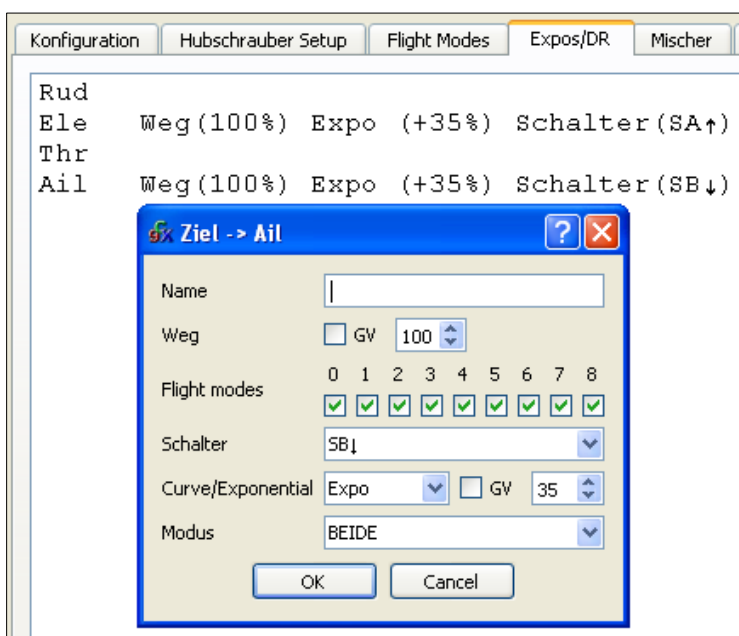 Konfiguration Hubschrauber Setup Flight Modes Expos/DR Mischer
Rud
Ele Weg(100%) Expo (+35%) Schalter(SA↑)
Thr
Ail Weg(100%) Expo (+35%) Schalter(SB↓)
Ziel -> Ail
Name
Weg GV 100
0 1 2 3 4 5 6 7 8
Flight modes
Schalter SB↓
Curve/Exponential Expo GV 35
Modus BEIDE
OK Cancel